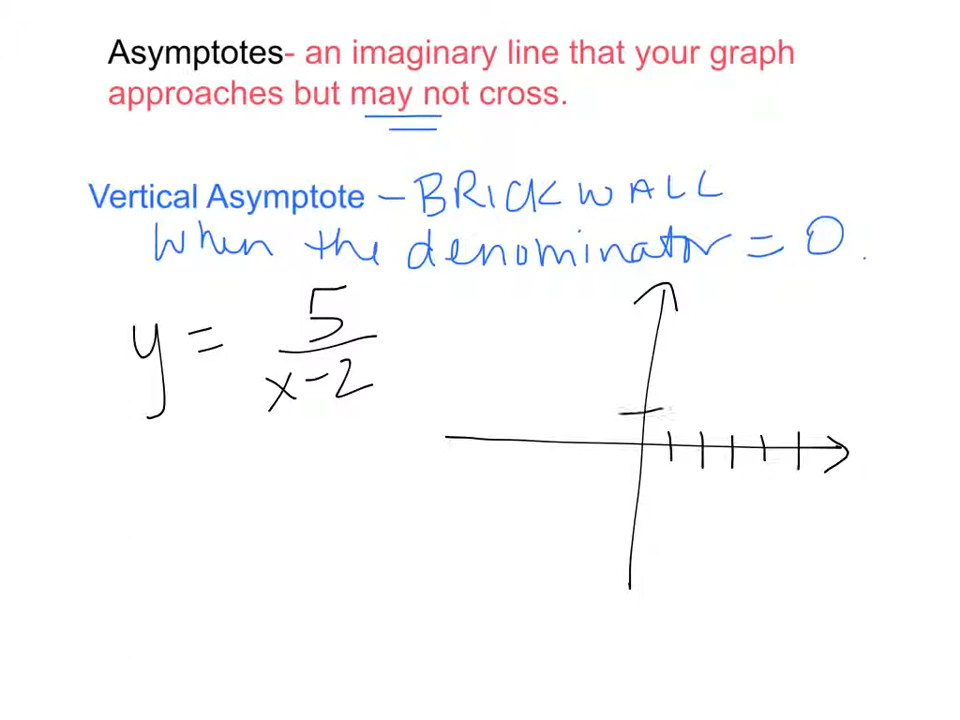 Asymptotes- an imaginary line that your graph
approaches but may not cross.
Vertical Asymptote - BRICK WALL
When the denominator = 0.
y = 5
x-2